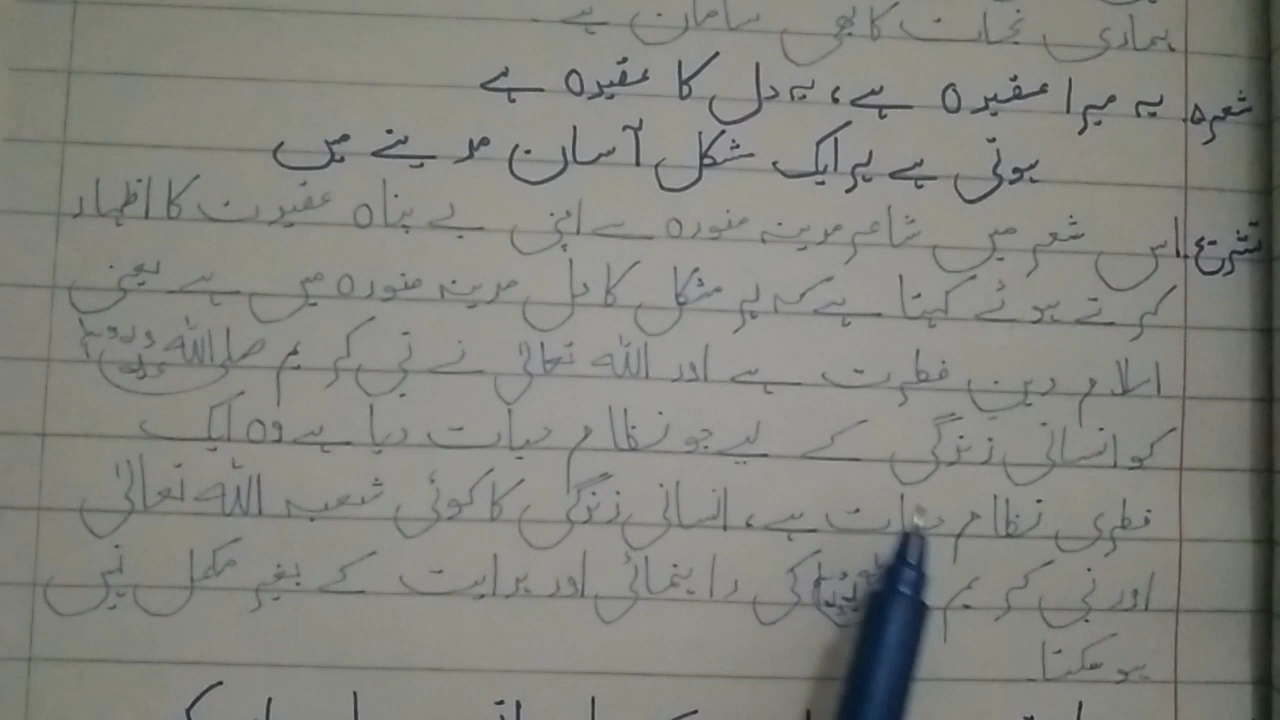 ہماری نجات کا بھی سامان ہے
شعر ۵ یہ میرا عقیدہ ہے، یہ دل کا عقیدہ ہے
ہوتی ہے ہر ایک مشکل آسان مدینے میں
تشریح اس شعر میں شاعر مدینہ منورہ سے اپنی بے پناہ عقیدت کا اظہار
کرتے ہوئے کہتا ہے کہ ہر مشکل کا حل مدینہ منورہ میں ہے یعنی
اسلام دین فطرت ہے اور اللہ تعالیٰ نے نبی کریم صلی اللہ
کو انسانی زندگی کے لیے جو نظام حیات دیا ہے وہ ایک
فطری نظام حیات ہے، انسانی زندگی کا کوئی شعبہ اللہ تعالیٰ
اور نبی کریم کی راہنمائی اور ہدایت کے بغیر مکمل نہیں
ہو سکتا